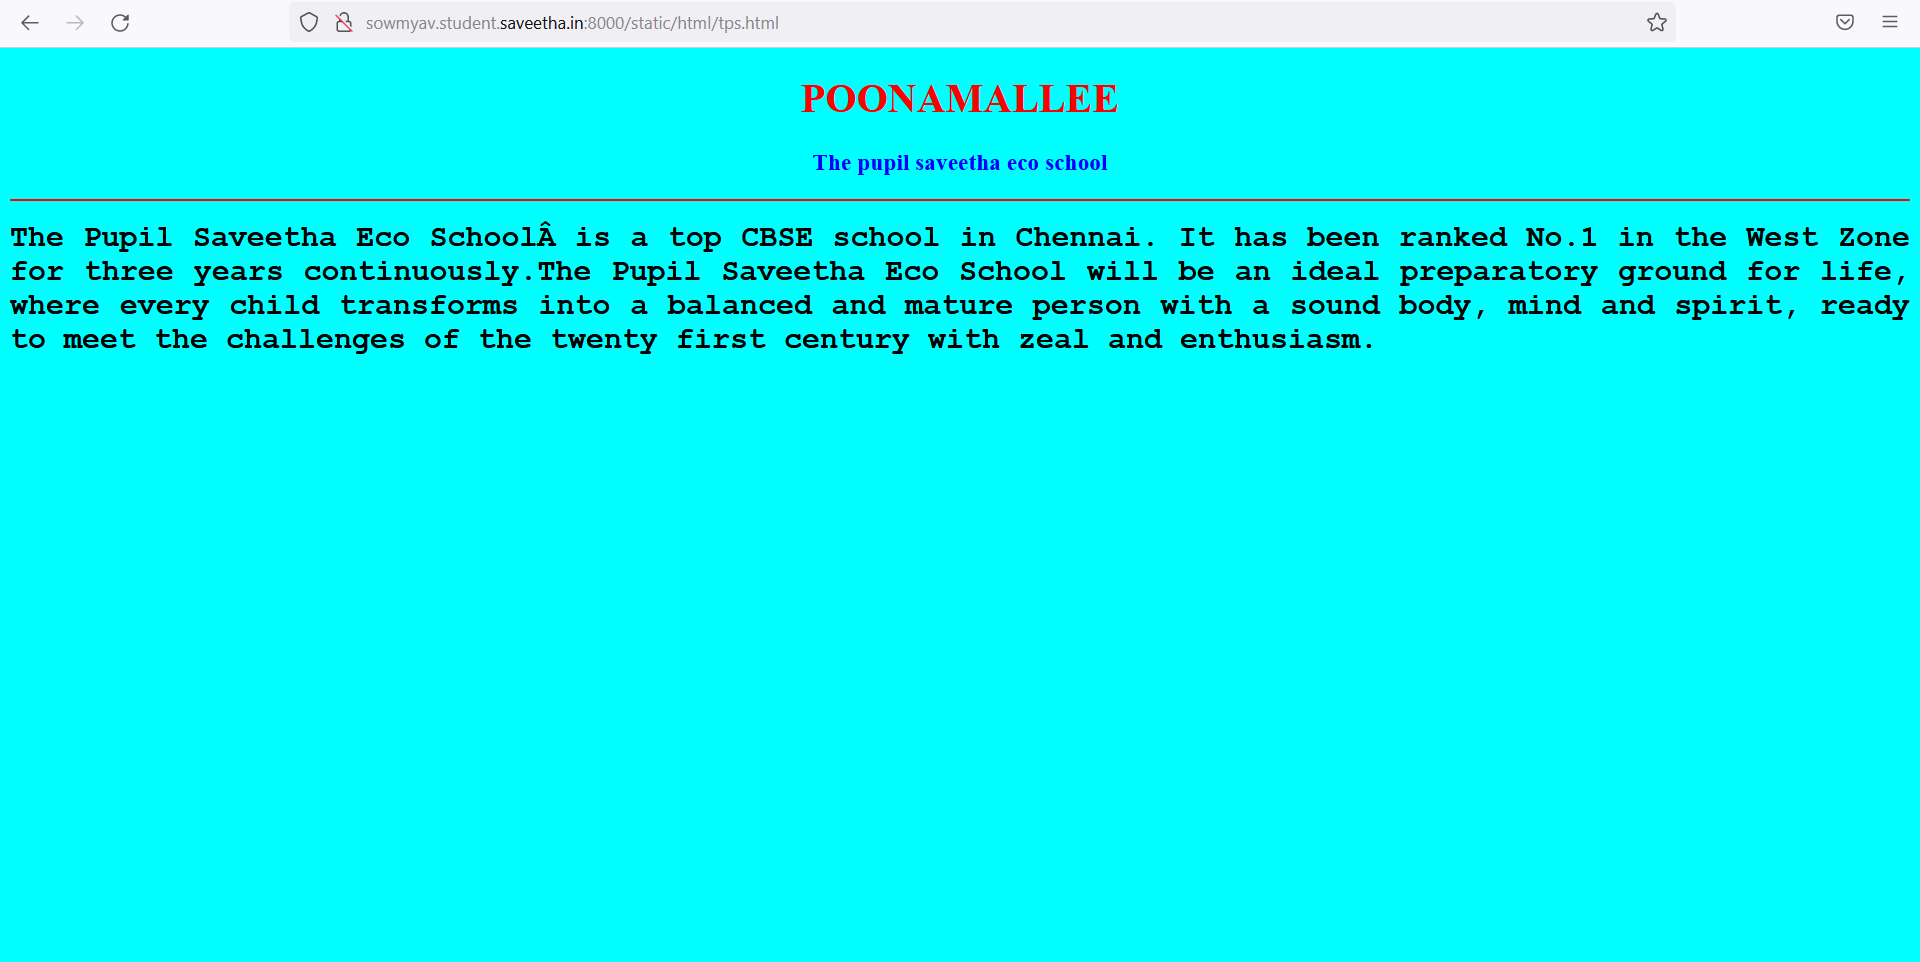 sowmyav.student.saveetha.in:8000/static/html/tps.html
POONAMALLEE
The pupil saveetha eco school
The Pupil Saveetha Eco SchoolÂ is a top CBSE school in Chennai. It has been ranked No.1 in the West Zone
for three years continuously.The Pupil Saveetha Eco School will be an ideal preparatory ground for life,
where every child transforms into a balanced and mature person with a sound body, mind and spirit, ready
to meet the challenges of the twenty first century with zeal and enthusiasm.